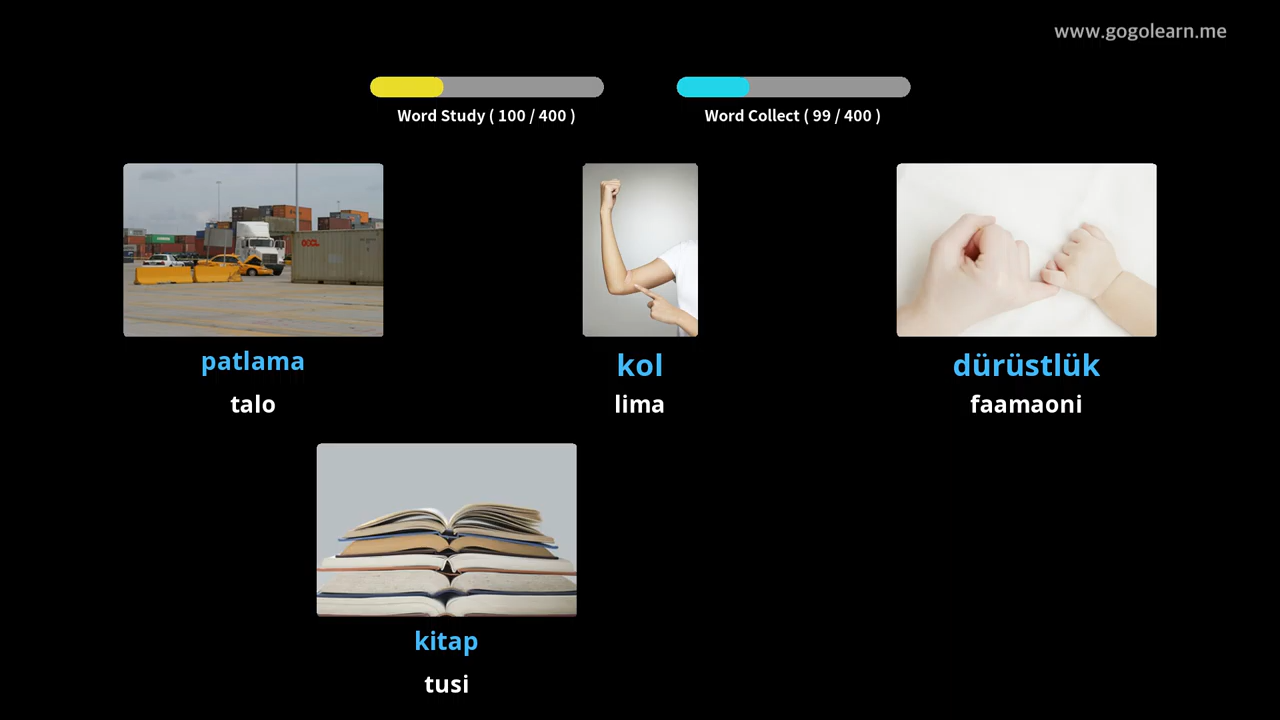 www.gogolearn.me
Word Study ( 100 / 400 )
Word Collect ( 99 / 400 )
OOCL
patlama
talo
kol
lima
dürüstlük
faamaoni
kitap
tusi